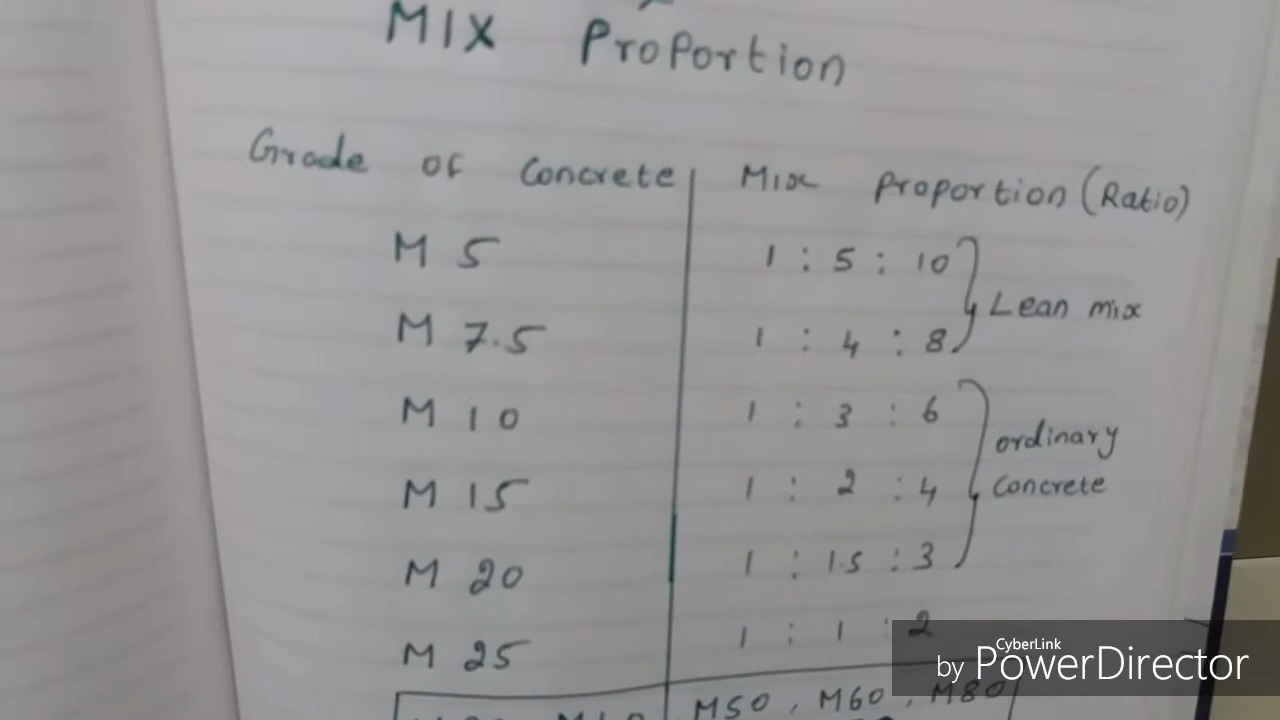 MIX Proportion
Grade of Concrete Mix Proportion (Ratio)
M 5 1 : 5 : 10
Lean mix
M 7.5 1 : 4 : 8
M 10 1 : 3 : 6
ordinary
M 15 1 : 2 : 4 Concrete
M 20 1 : 1.5 : 3
M 25 1 : 1 : 2
CyberLink
by PowerDirector
M50 , M60 , M80